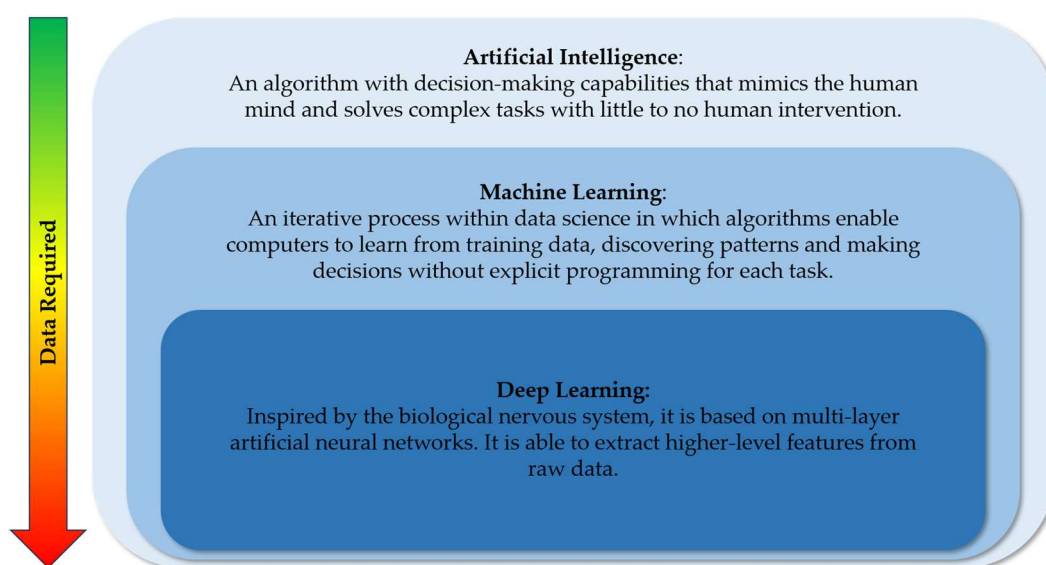 Artificial Intelligence:
An algorithm with decision-making capabilities that mimics the human
mind and solves complex tasks with little to no human intervention.
Machine Learning:
An iterative process within data science in which algorithms enable
computers to learn from training data, discovering patterns and making
decisions without explicit programming for each task.
Data Required
Deep Learning:
Inspired by the biological nervous system, it is based on multi-layer
artificial neural networks. It is able to extract higher-level features from
raw data.